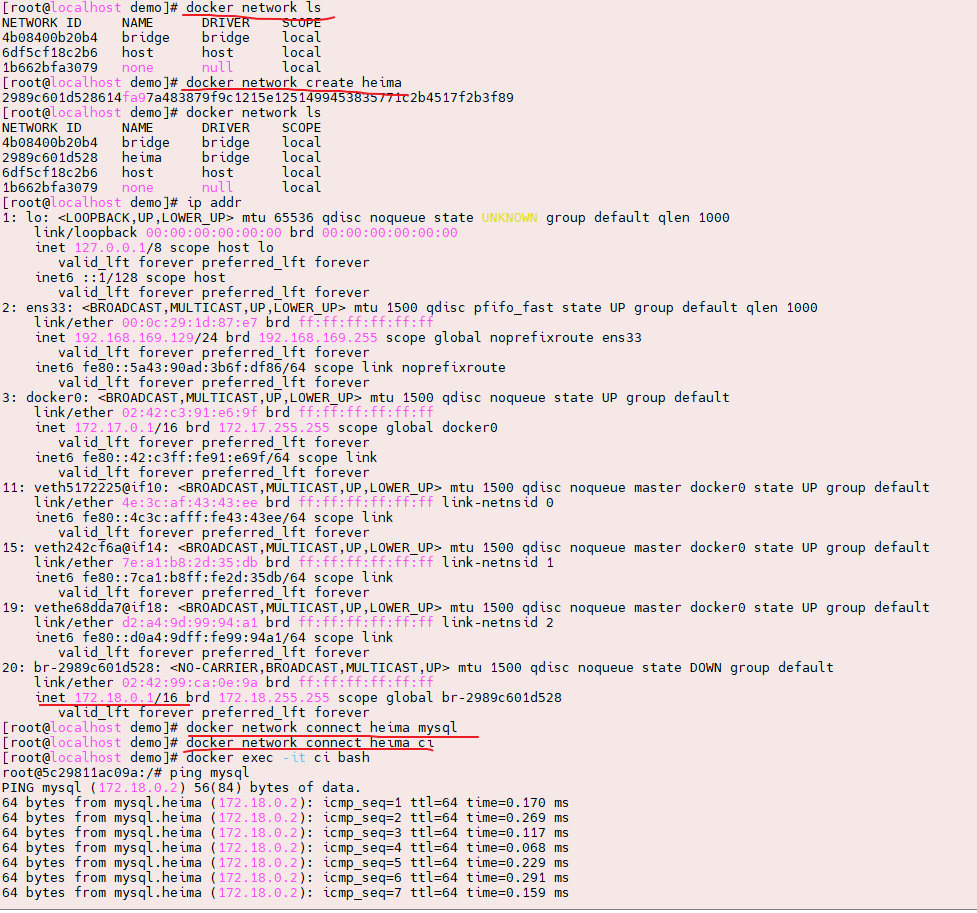 [root@localhost demo]# docker network ls
NETWORK ID     NAME      DRIVER    SCOPE
4b08400b20b4   bridge    bridge    local
6df5cf18c2b6   host      host      local
1b662bfa3079   none      null      local
[root@localhost demo]# docker network create heima
2989c601d528614fa97a483879f9c1215e1251499453835771c2b4517f2b3f89
[root@localhost demo]# docker network ls
NETWORK ID     NAME      DRIVER    SCOPE
4b08400b20b4   bridge    bridge    local
2989c601d528   heima     bridge    local
6df5cf18c2b6   host      host      local
1b662bfa3079   none      null      local
[root@localhost demo]# ip addr
1: lo: <LOOPBACK,UP,LOWER_UP> mtu 65536 qdisc noqueue state UNKNOWN group default qlen 1000
    link/loopback 00:00:00:00:00:00 brd 00:00:00:00:00:00
    inet 127.0.0.1/8 scope host lo
       valid_lft forever preferred_lft forever
    inet6 ::1/128 scope host
       valid_lft forever preferred_lft forever
2: ens33: <BROADCAST,MULTICAST,UP,LOWER_UP> mtu 1500 qdisc pfifo_fast state UP group default qlen 1000
    link/ether 00:0c:29:1d:87:e7 brd ff:ff:ff:ff:ff:ff
    inet 192.168.169.129/24 brd 192.168.169.255 scope global noprefixroute ens33
       valid_lft forever preferred_lft forever
    inet6 fe80::5a43:90ad:3b6f:df86/64 scope link noprefixroute
       valid_lft forever preferred_lft forever
3: docker0: <BROADCAST,MULTICAST,UP,LOWER_UP> mtu 1500 qdisc noqueue state UP group default
    link/ether 02:42:c3:91:e6:9f brd ff:ff:ff:ff:ff:ff
    inet 172.17.0.1/16 brd 172.17.255.255 scope global docker0
       valid_lft forever preferred_lft forever
    inet6 fe80::42:c3ff:fe91:e69f/64 scope link
       valid_lft forever preferred_lft forever
11: veth5172225@if10: <BROADCAST,MULTICAST,UP,LOWER_UP> mtu 1500 qdisc noqueue master docker0 state UP group default
    link/ether 4e:3c:af:43:43:ee brd ff:ff:ff:ff:ff:ff link-netnsid 0
    inet6 fe80::4c3c:afff:fe43:43ee/64 scope link
       valid_lft forever preferred_lft forever
15: veth242cf6a@if14: <BROADCAST,MULTICAST,UP,LOWER_UP> mtu 1500 qdisc noqueue master docker0 state UP group default
    link/ether 7e:a1:b8:2d:35:db brd ff:ff:ff:ff:ff:ff link-netnsid 1
    inet6 fe80::7ca1:b8ff:fe2d:35db/64 scope link
       valid_lft forever preferred_lft forever
19: vethe68dda7@if18: <BROADCAST,MULTICAST,UP,LOWER_UP> mtu 1500 qdisc noqueue master docker0 state UP group default
    link/ether d2:a4:9d:99:94:a1 brd ff:ff:ff:ff:ff:ff link-netnsid 2
    inet6 fe80::d0a4:9dff:fe99:94a1/64 scope link
       valid_lft forever preferred_lft forever
20: br-2989c601d528: <NO-CARRIER,BROADCAST,MULTICAST,UP> mtu 1500 qdisc noqueue state DOWN group default
    link/ether 02:42:99:ca:0e:9a brd ff:ff:ff:ff:ff:ff
    inet 172.18.0.1/16 brd 172.18.255.255 scope global br-2989c601d528
       valid_lft forever preferred_lft forever
[root@localhost demo]# docker network connect heima mysql
[root@localhost demo]# docker network connect heima ci
[root@localhost demo]# docker exec -it ci bash
root@5c29811ac09a:/# ping mysql
PING mysql (172.18.0.2) 56(84) bytes of data.
64 bytes from mysql.heima (172.18.0.2): icmp_seq=1 ttl=64 time=0.170 ms
64 bytes from mysql.heima (172.18.0.2): icmp_seq=2 ttl=64 time=0.269 ms
64 bytes from mysql.heima (172.18.0.2): icmp_seq=3 ttl=64 time=0.117 ms
64 bytes from mysql.heima (172.18.0.2): icmp_seq=4 ttl=64 time=0.068 ms
64 bytes from mysql.heima (172.18.0.2): icmp_seq=5 ttl=64 time=0.229 ms
64 bytes from mysql.heima (172.18.0.2): icmp_seq=6 ttl=64 time=0.291 ms
64 bytes from mysql.heima (172.18.0.2): icmp_seq=7 ttl=64 time=0.159 ms